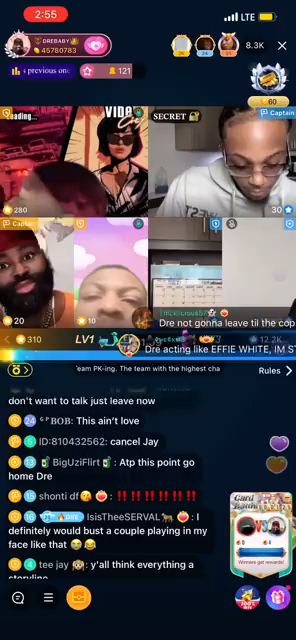 2:55
LTE
DREBABY
45780783
8.3K
previous one
121
60
Loading...
VIBE
SECRET
Captain
280
30
Captain
20
10
Dre not gonna leave til the cop
310
LV1
12.2K
Dre acting like EFFIE WHITE, IM ST
Team PK-ing. The team with the highest cha
Rules >
don't want to talk just leave now
24 GP BOB: This ain't love
5 ID:810432562: cancel Jay
13 BigUziFlirt : Atp this point go
home Dre
15 shonti df : ‼️‼️‼️‼️‼️‼️
16 IsisTheeSERVAL : I
definitely would bust a couple playing in my
face like that 😭😂
4 tee jay : y'all think everything a
storyline
Card
Winners get rewards!